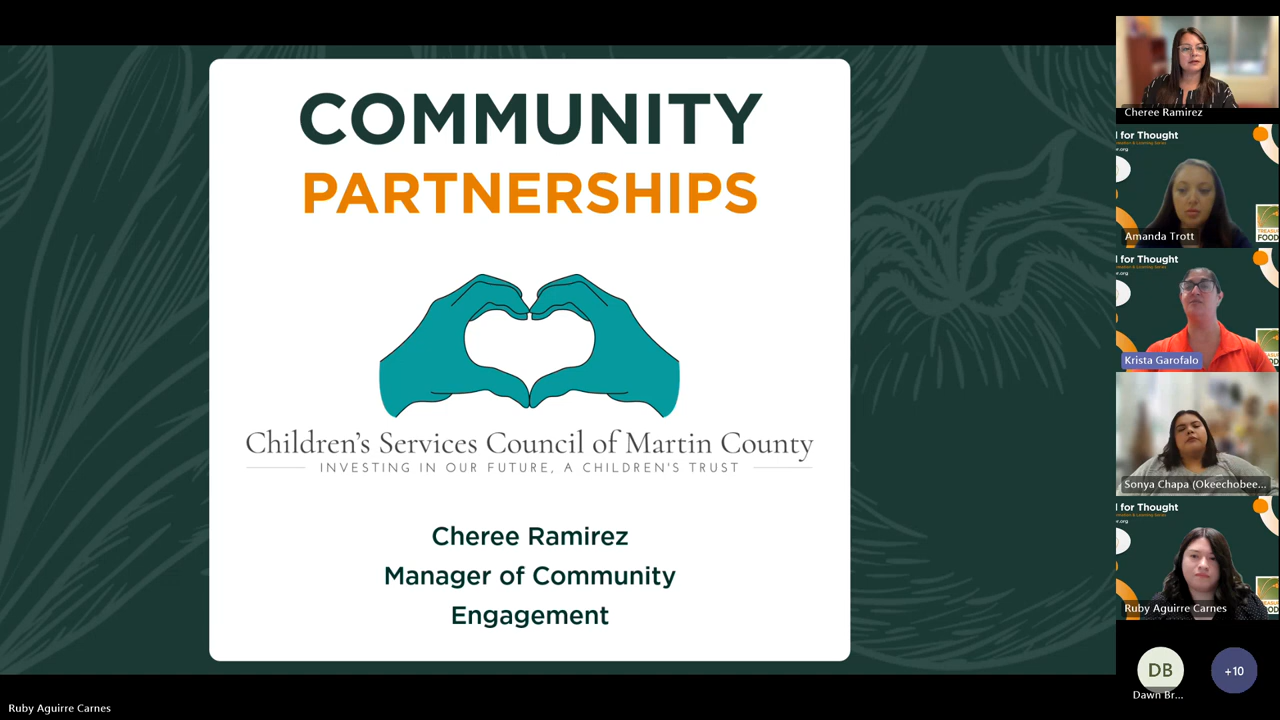 COMMUNITY
PARTNERSHIPS
Children's Services Council of Martin County
INVESTING IN OUR FUTURE, A CHILDREN'S TRUST
Cheree Ramirez
Manager of Community
Engagement
Ruby Aguirre Carnes
Cheree Ramirez
d for Thought
Amanda Trott
FOOD
d for Thought
Krista Garofalo
Sonya Chapa (Okeechobee...
d for Thought
Ruby Aguirre Carnes
FOOD
DB
Dawn Br...
+10